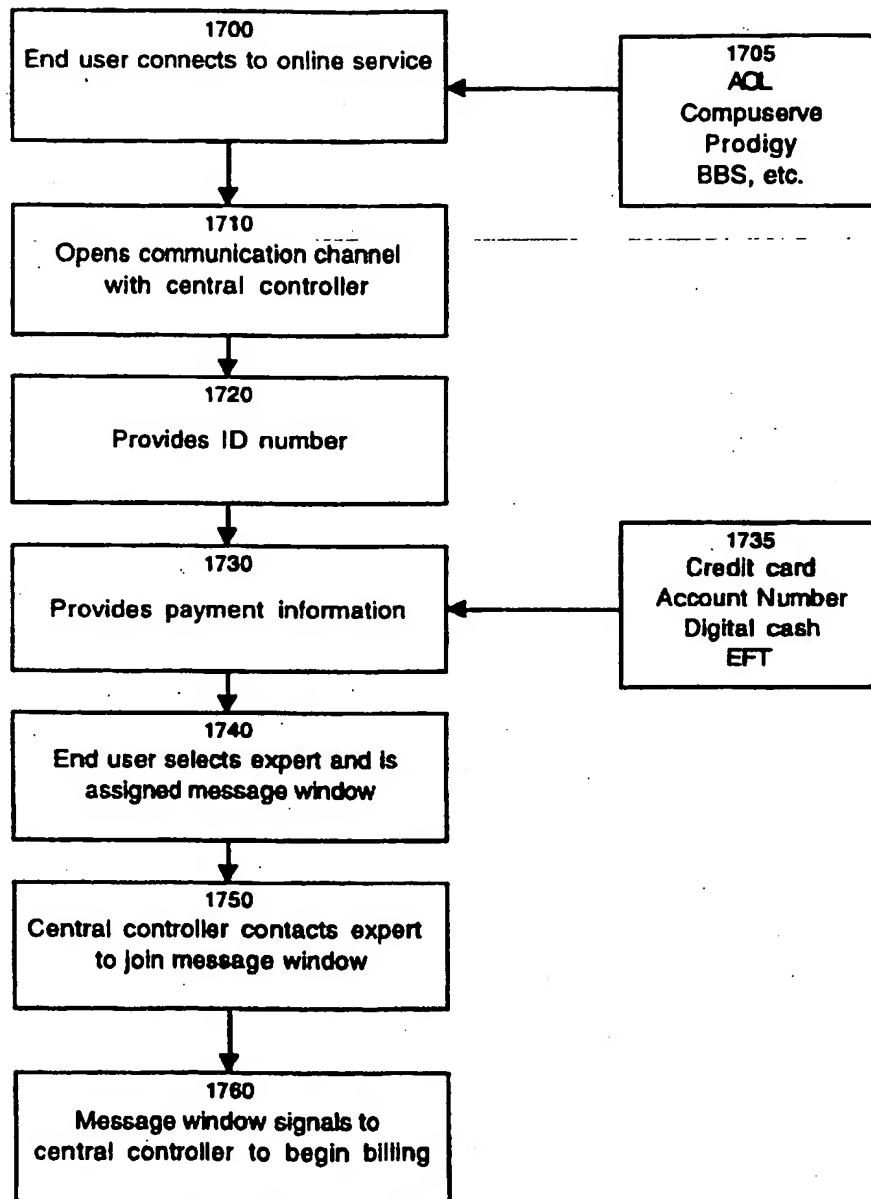 1700
End user connects to online service
1705
AOL
Compuserve
Prodigy
BBS, etc.
1710
Opens communication channel
with central controller
1720
Provides ID number
1730
Provides payment information
1735
Credit card
Account Number
Digital cash
EFT
1740
End user selects expert and is
assigned message window
1750
Central controller contacts expert
to join message window
1760
Message window signals to
central controller to begin billing